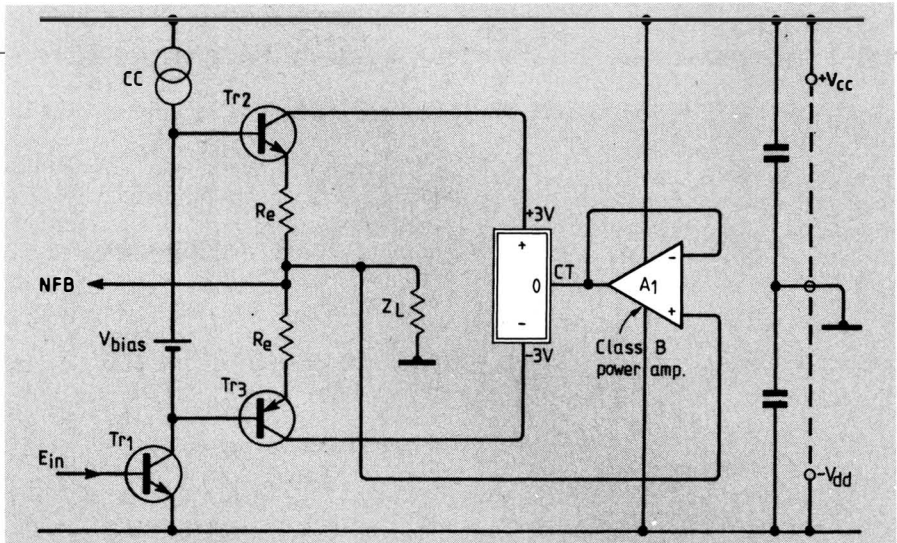 CC
Tr2
+Vcc
Re
+3V
+
0
−
CT
−
A1
+
NFB
ZL
Vbias
Re
−3V
Class B
power amp.
Tr3
Tr1
Ein
−Vdd